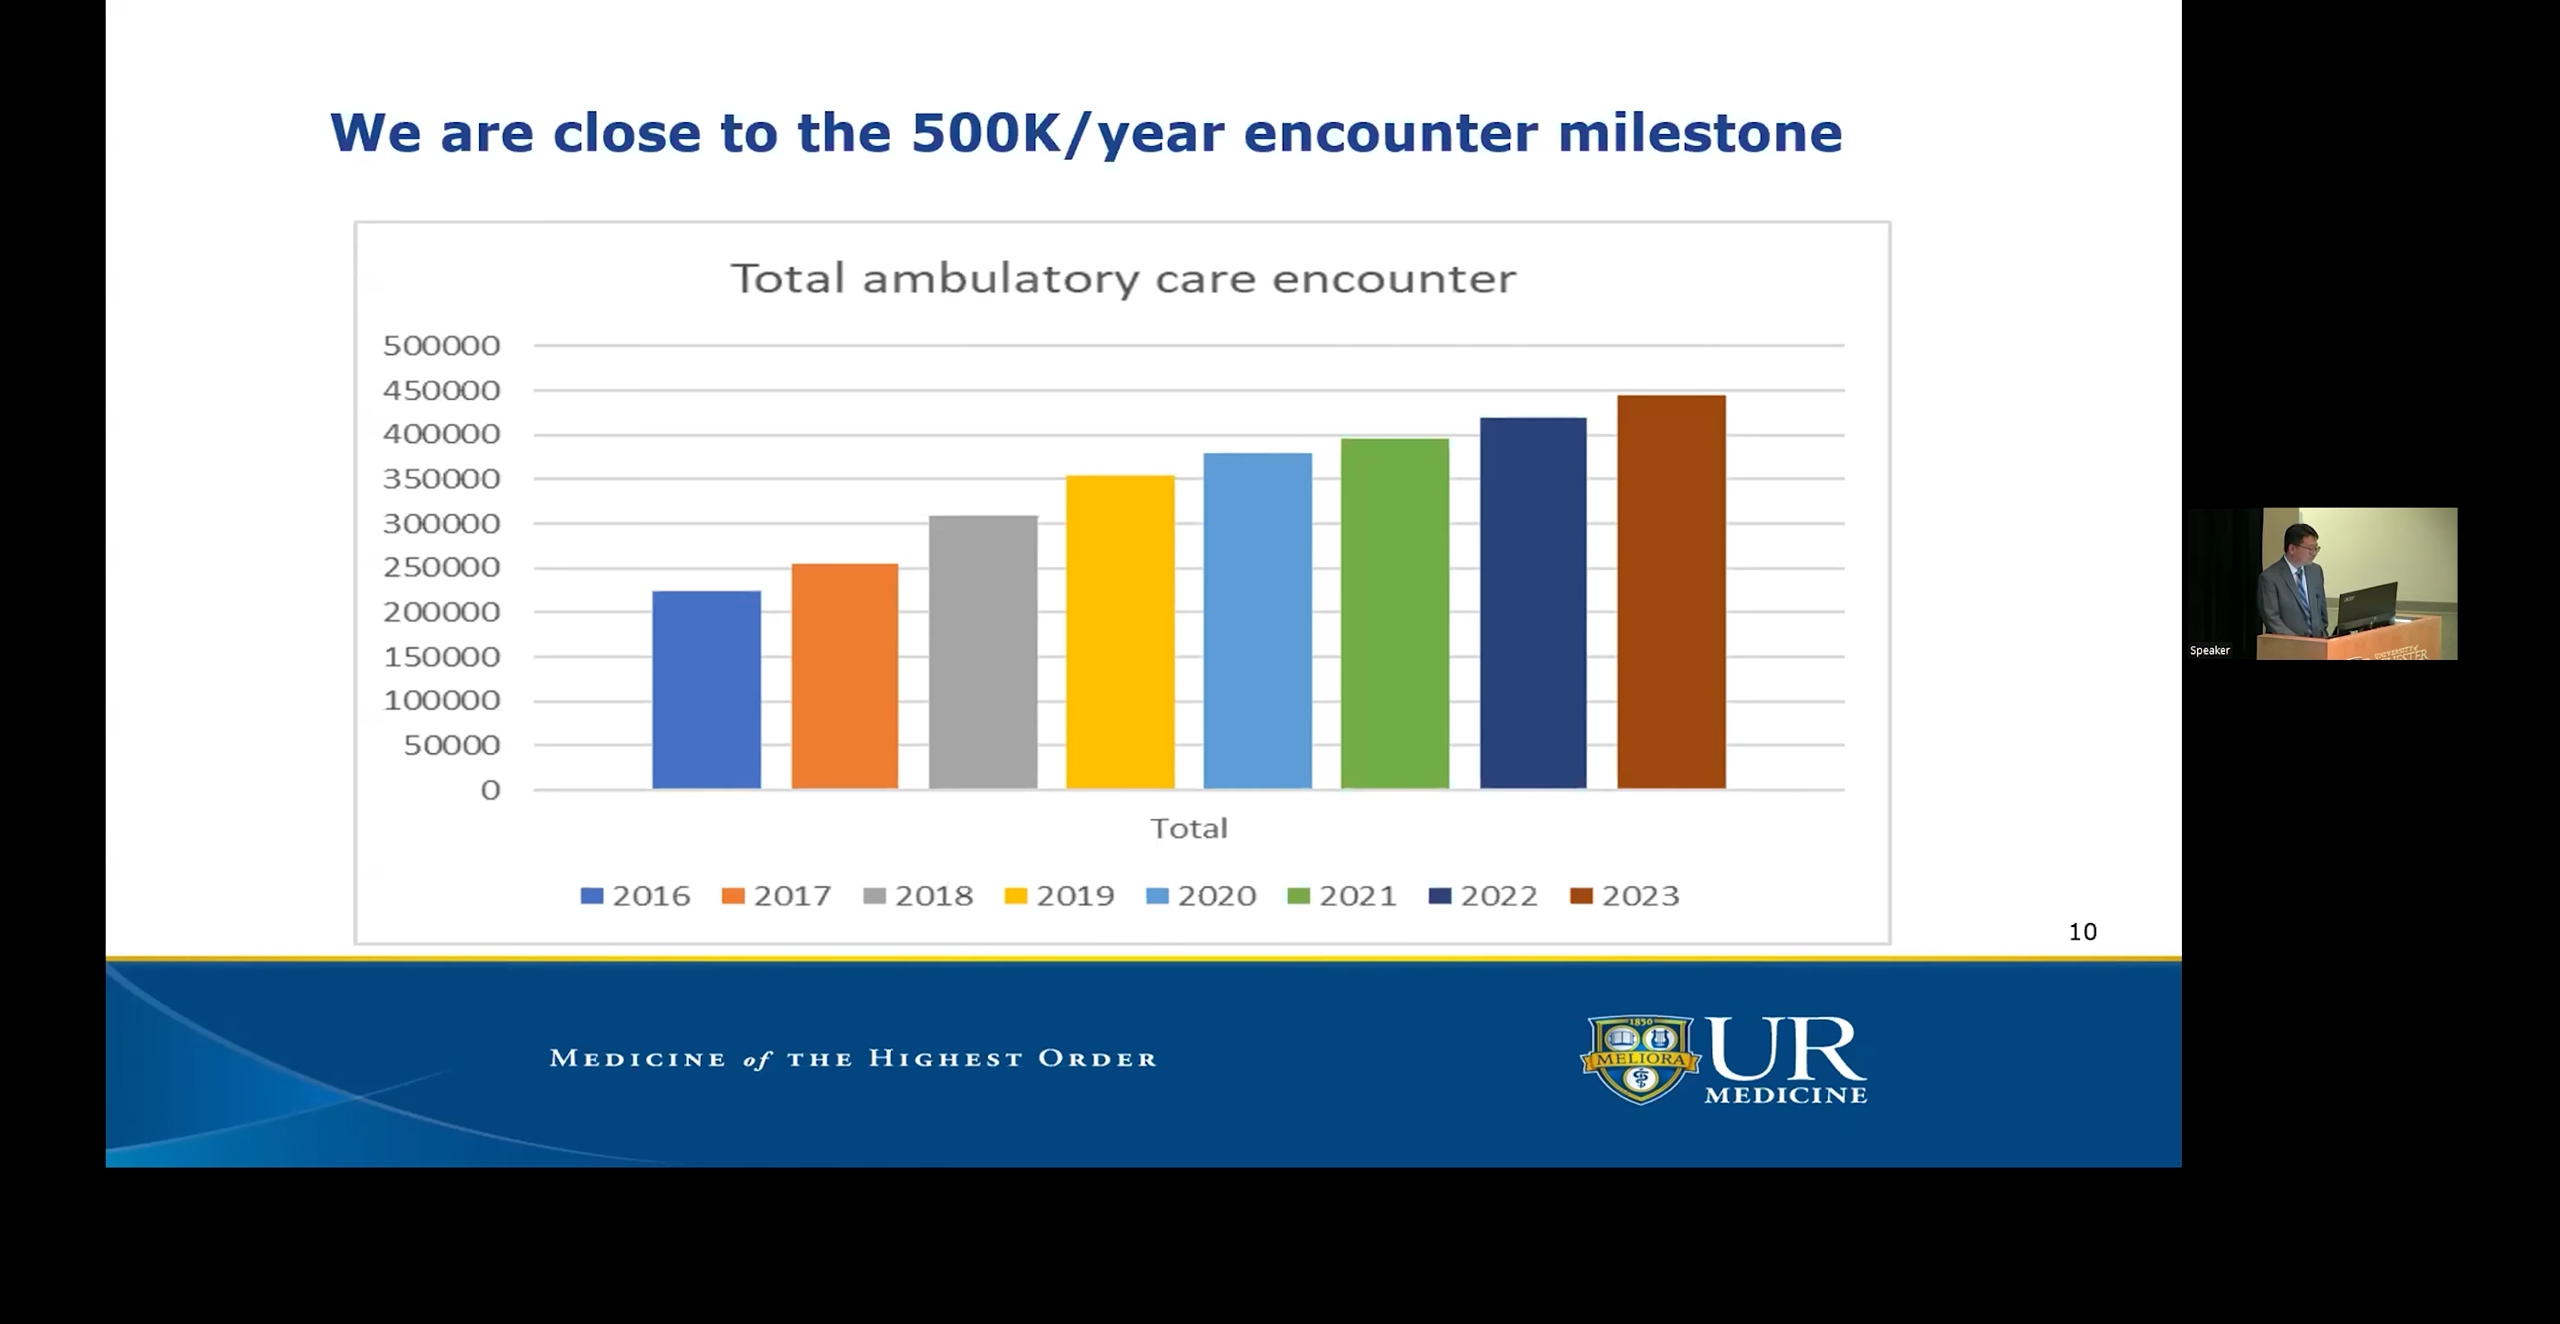 We are close to the 500K/year encounter milestone
Total ambulatory care encounter
500000
450000
400000
350000
300000
250000
200000
150000
100000
50000
0
Total
2016 2017 2018 2019 2020 2021 2022 2023
10
MEDICINE of THE HIGHEST ORDER
1850
MELIORA
UR
MEDICINE
Speaker
UNIVERSITY of